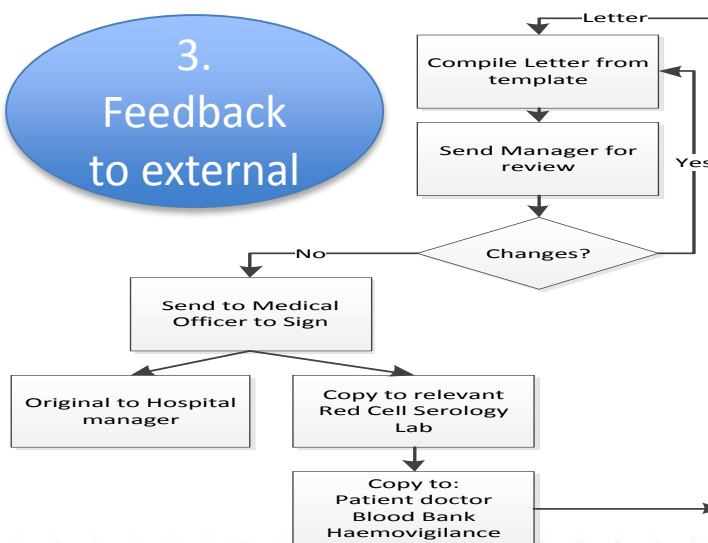 3.
Feedback
to external
Letter
Compile Letter from
template
Send Manager for
review
Yes
Changes?
No
Send to Medical
Officer to Sign
Original to Hospital
manager
Copy to relevant
Red Cell Serology
Lab
Copy to:
Patient doctor
Blood Bank
Haemovigilance